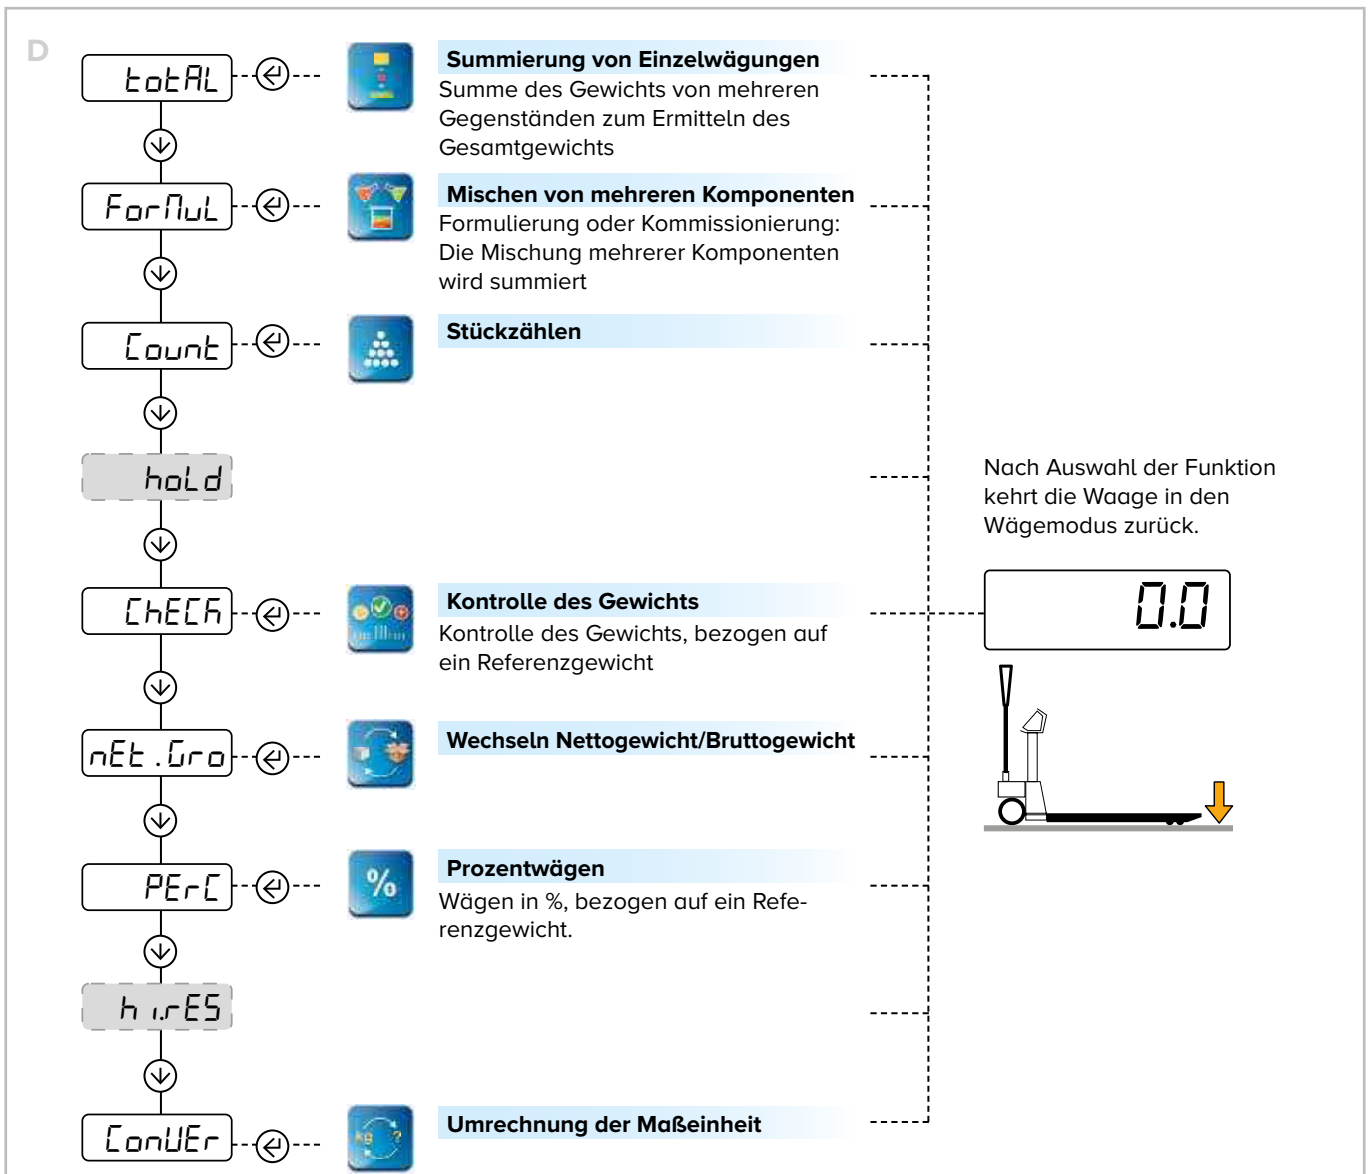 D
totAL
Summierung von Einzelwägungen
Summe des Gewichts von mehreren
Gegenständen zum Ermitteln des
Gesamtgewichts
ForMuL
Mischen von mehreren Komponenten
Formulierung oder Kommissionierung:
Die Mischung mehrerer Komponenten
wird summiert
Count
Stückzählen
hoLd
Nach Auswahl der Funktion
kehrt die Waage in den
Wägemodus zurück.
0.0
ChECk
Kontrolle des Gewichts
Kontrolle des Gewichts, bezogen auf
ein Referenzgewicht
nEt.Gro
Wechseln Nettogewicht/Bruttogewicht
PErC
%
Prozentwägen
Wägen in %, bezogen auf ein Refe-
renzgewicht.
hi.rES
ConVEr
kg ?
Umrechnung der Maßeinheit